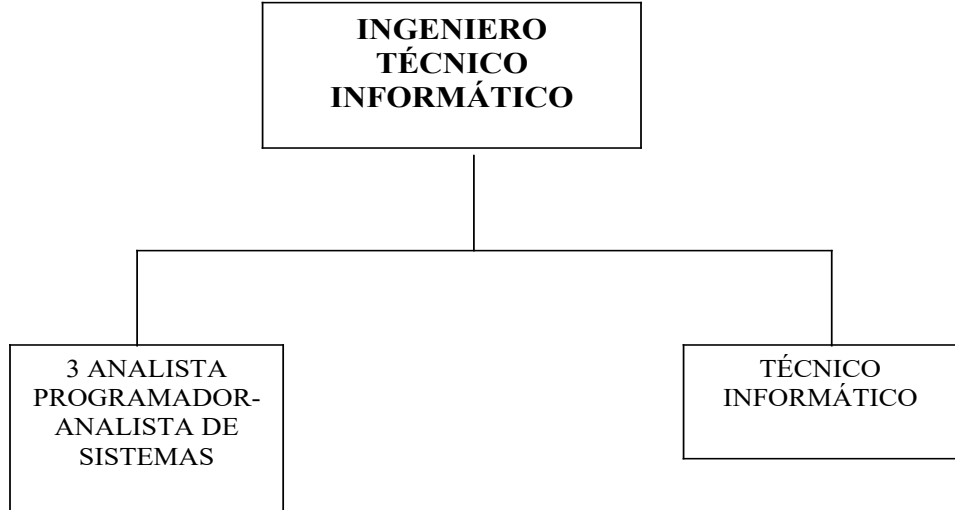 INGENIERO
TÉCNICO
INFORMÁTICO
3 ANALISTA
PROGRAMADOR-
ANALISTA DE
SISTEMAS
TÉCNICO
INFORMÁTICO